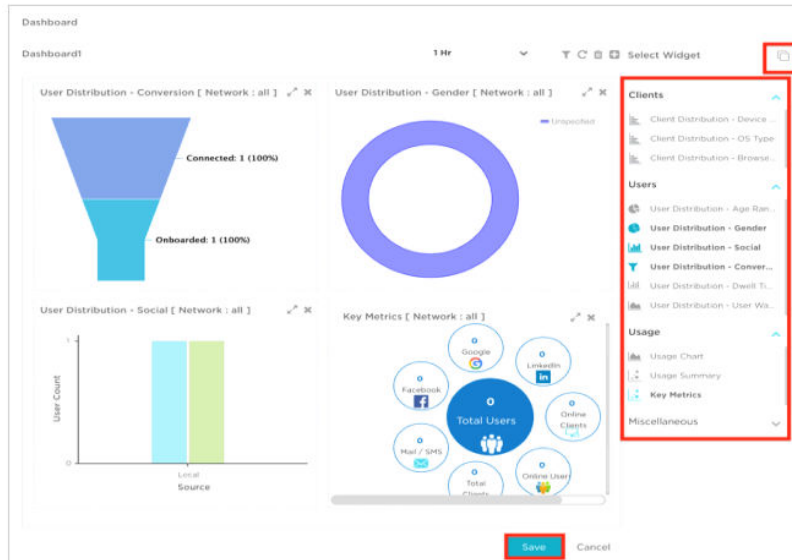 Dashboard
Dashboard1
1 Hr
Select Widget
User Distribution - Conversion [ Network : all ]
Connected: 1 (100%)
Onboarded: 1 (100%)
User Distribution - Gender [ Network : all ]
Unspecified
User Distribution - Social [ Network : all ]
User Count
1
0
Local
Source
Key Metrics [ Network : all ]
0
Google
0
LinkedIn
0
Facebook
0
Total Users
0
Online
Clients
0
Mail / SMS
0
Total
Clients
0
Online User
Clients
Client Distribution - Device ...
Client Distribution - OS Type
Client Distribution - Browse...
Users
User Distribution - Age Ran...
User Distribution - Gender
User Distribution - Social
User Distribution - Conver...
User Distribution - Dwell Ti...
User Distribution - User Wa...
Usage
Usage Chart
Usage Summary
Key Metrics
Miscellaneous
Save
Cancel